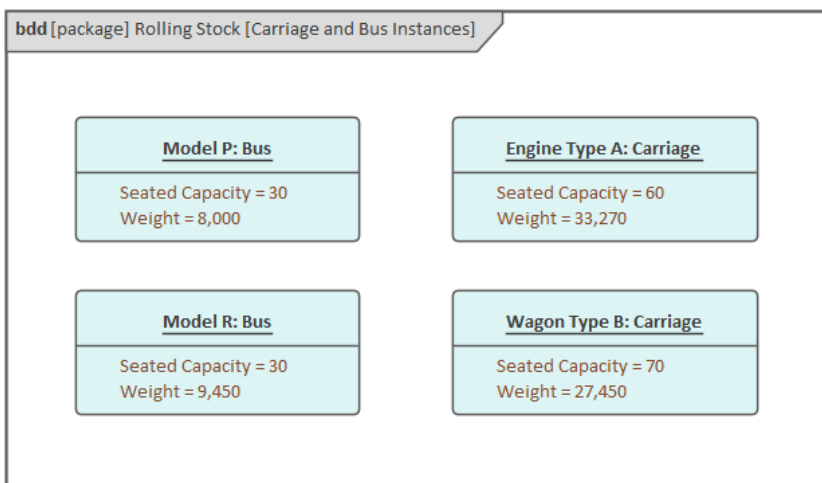 bdd [package] Rolling Stock [Carriage and Bus Instances]
Model P: Bus
Seated Capacity = 30
Weight = 8,000
Engine Type A: Carriage
Seated Capacity = 60
Weight = 33,270
Model R: Bus
Seated Capacity = 30
Weight = 9,450
Wagon Type B: Carriage
Seated Capacity = 70
Weight = 27,450